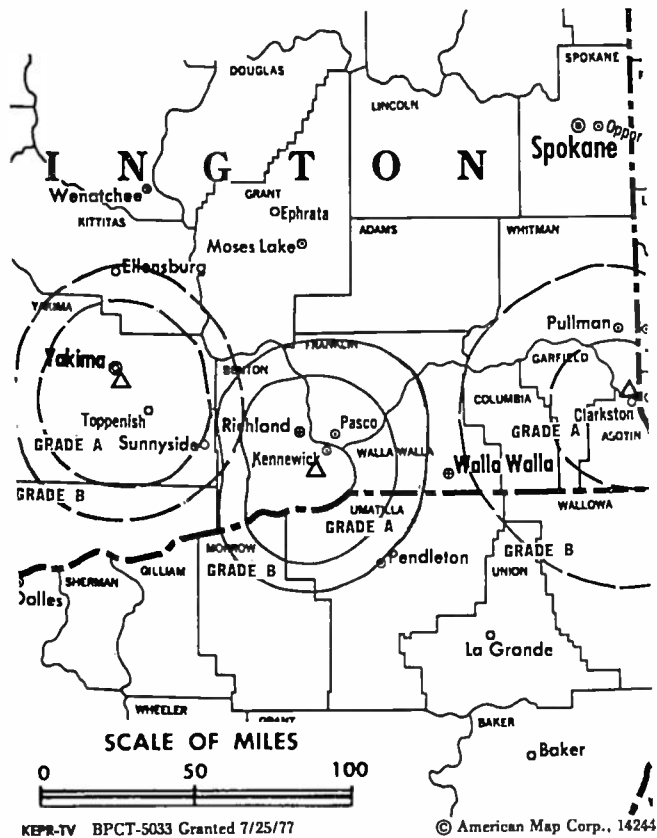 DOUGLAS
SPOKANE
LINCOLN
Oppor
Spokane
I N G T O N
Wenatchee
GRANT
KITTITAS
Ephrata
ADAMS
WHITMAN
Moses Lake
Ellensburg
YAKIMA
Pullman
FRANKLIN
GARFIELD
Yakima
BENTON
COLUMBIA
Clarkston
Toppenish
Richland
Pasco
GRADE A
ASOTIN
GRADE A
Sunnyside
Kennewick
WALLA WALLA
Walla Walla
GRADE B
UMATILLA
WALLOWA
GRADE A
MORROW
GRADE B
Pendleton
GRADE B
SHERMAN
GILLIAM
UNION
Dalles
La Grande
WHEELER
GRANT
BAKER
SCALE OF MILES
Baker
0 50 100
KEPR-TV BPCT-5033 Granted 7/25/77 © American Map Corp., 14244